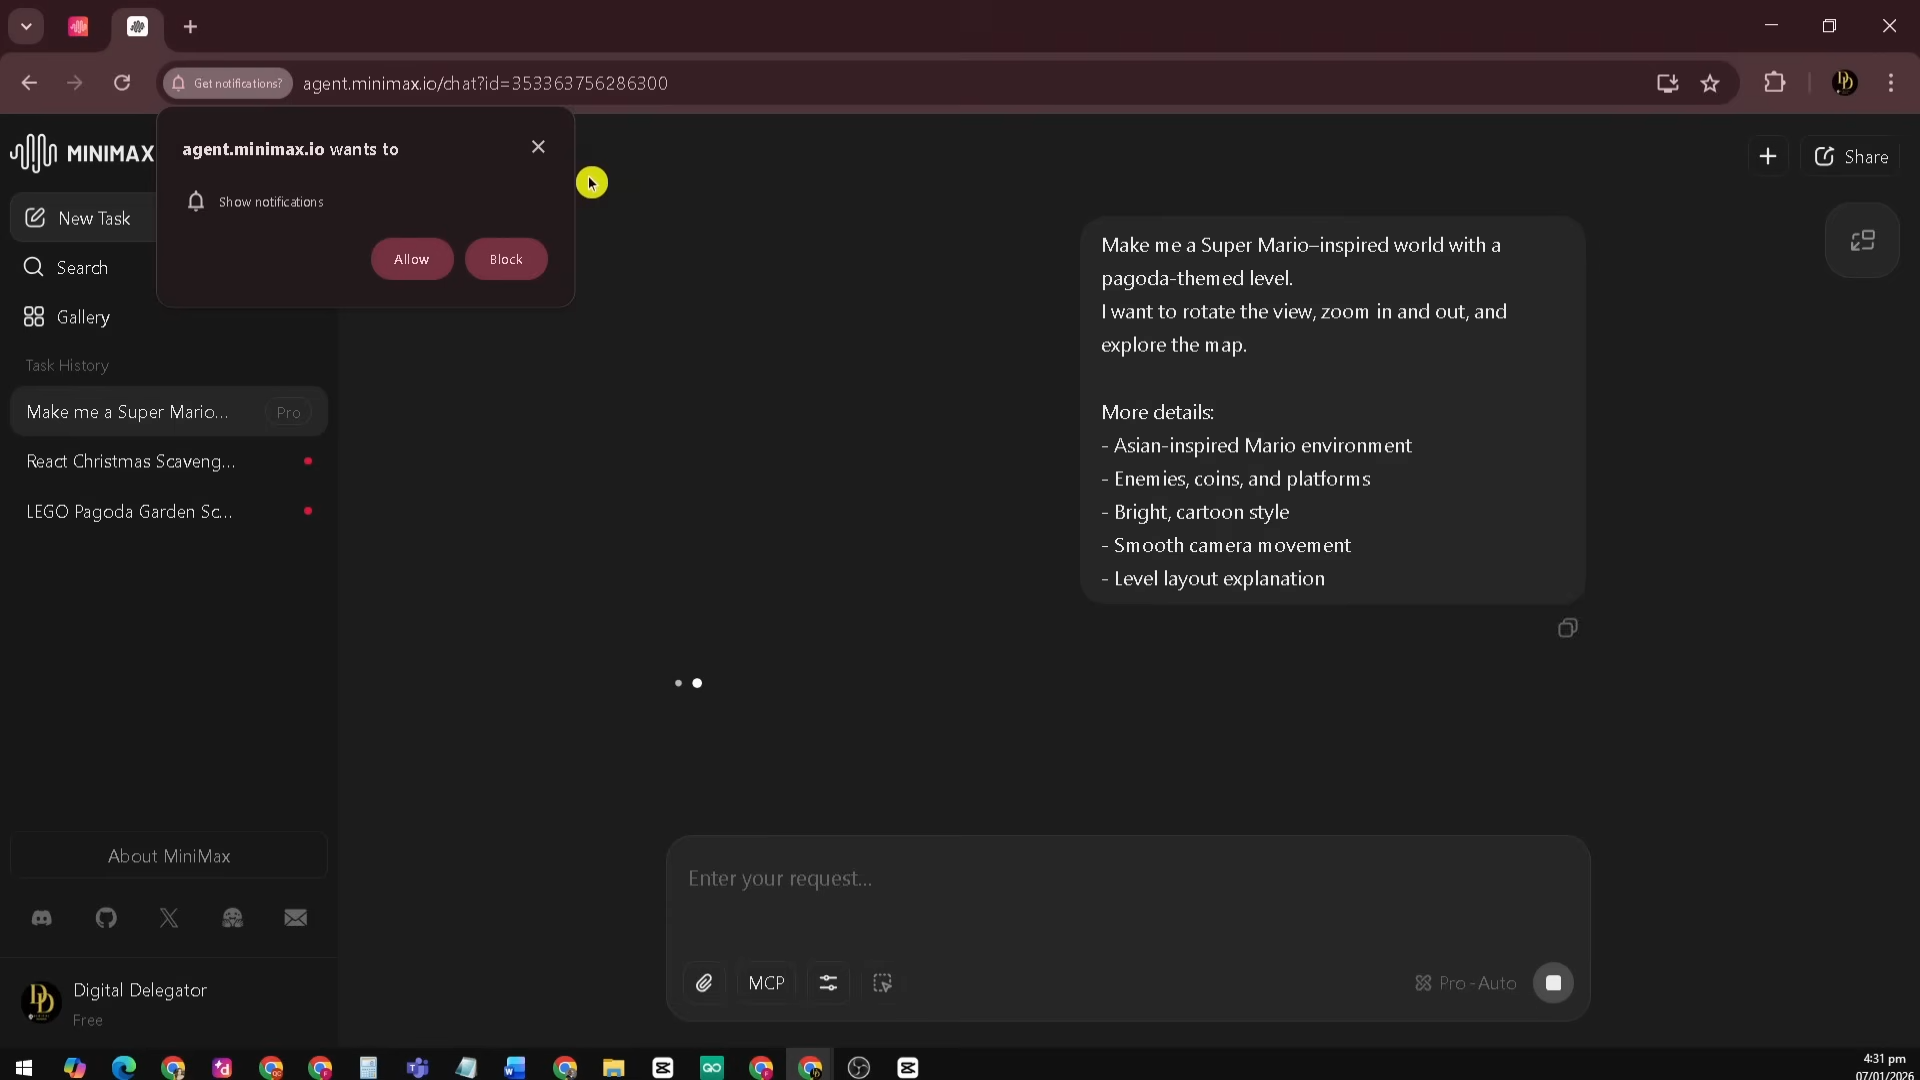 Get notifications?
agent.minimax.io/chat?id=353363756286300
agent.minimax.io wants to
Show notifications
Allow
Block
MINIMAX
New Task
Search
Gallery
Task History
Make me a Super Mario...
Pro
React Christmas Scaveng...
LEGO Pagoda Garden Sc...
Share
Make me a Super Mario–inspired world with a
pagoda-themed level.
I want to rotate the view, zoom in and out, and
explore the map.
More details:
- Asian-inspired Mario environment
- Enemies, coins, and platforms
- Bright, cartoon style
- Smooth camera movement
- Level layout explanation
Enter your request...
MCP
Pro-Auto
About MiniMax
Digital Delegator
Free
4:31 pm
07/01/2026